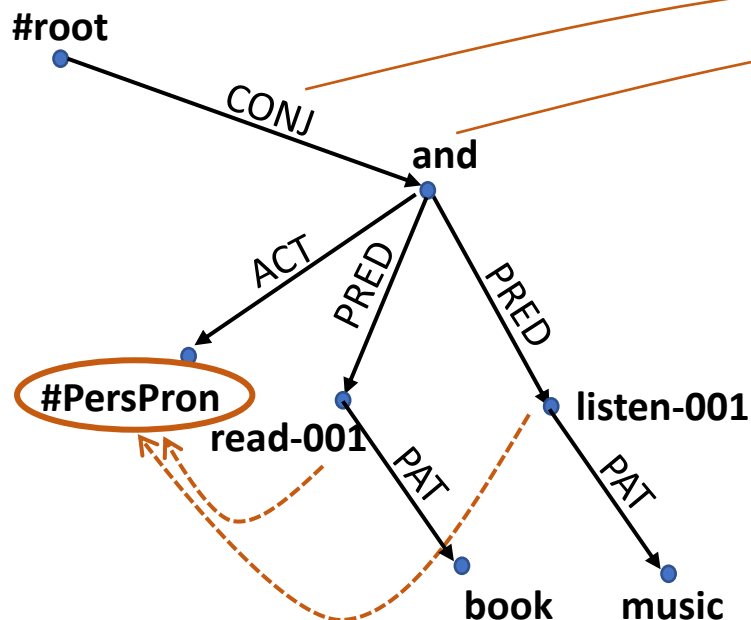 #root
CONJ
and
ACT
PRED
PRED
#PersPron
read-001
listen-001
PAT
PAT
book
music